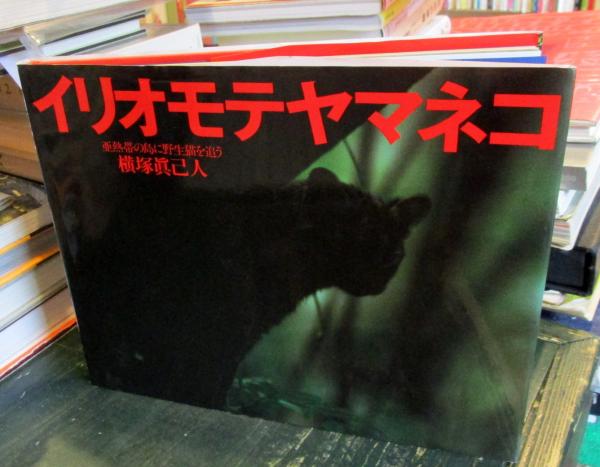 イリオモテヤマネコ
亜熱帯の島に野生猫を追う
横塚眞己人